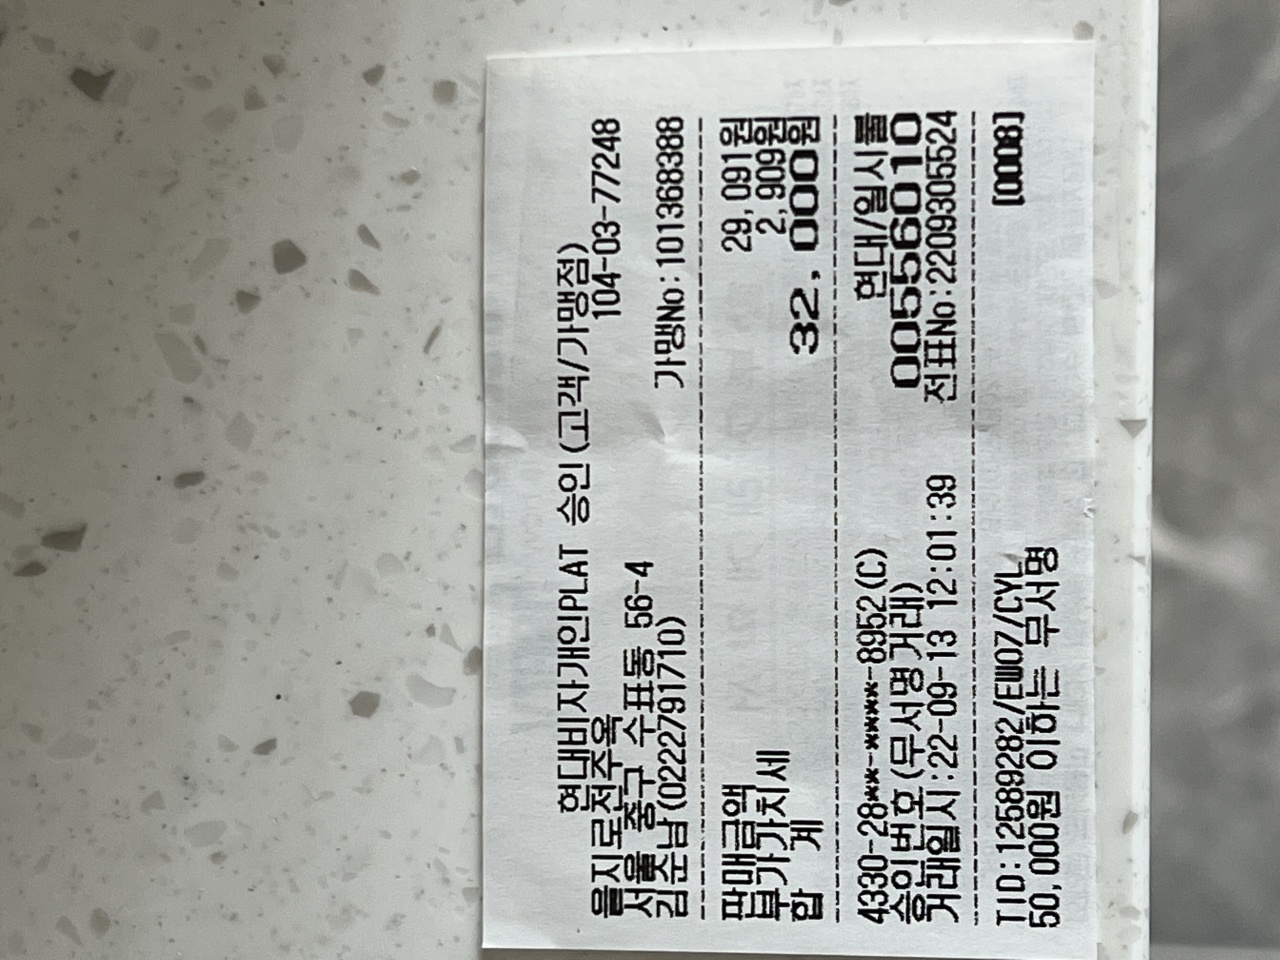 현대비자개인PLAT 승인(고객/가맹점)
을지로전주옥 104-03-77248
서울 중구 수표동 56-4
김준남(0222791710) 가맹No:101368388
판매금액 29,091원
부가가치세 2,909원
합 계 32,000원
4330-28**-****-8952(C) 현대/일시불
승인번호(무서명거래) 00556010
거래일시:22-09-13 12:01:39 전표No:220930552​4
TID:12589282/EW07/CYL [0008]
50,000원 이하는 무서명